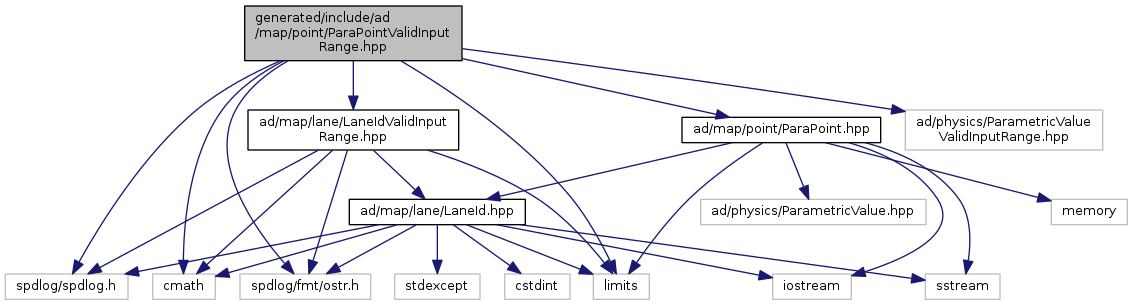 generated/include/ad
/map/point/ParaPointValidInput
Range.hpp
ad/map/lane/LaneIdValidInput
Range.hpp
ad/map/point/ParaPoint.hpp
ad/physics/ParametricValue
ValidInputRange.hpp
ad/map/lane/LaneId.hpp
ad/physics/ParametricValue.hpp
memory
spdlog/spdlog.h
cmath
spdlog/fmt/ostr.h
stdexcept
cstdint
limits
iostream
sstream